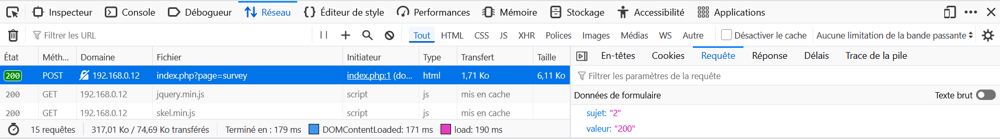 Inspecteur Console Débogueur Réseau Éditeur de style Performances Mémoire Stockage Accessibilité Applications
Filtrer les URL Tout HTML CSS JS XHR Polices Images Médias WS Autre Désactiver le cache Aucune limitation de la bande passante
État Méth... Domaine Fichier Initiateur Type Transfert Taille
200 POST 192.168.0.12 index.php?page=survey index.php:1 (do... html 1,71 Ko 6,11 Ko
200 GET 192.168.0.12 jquery.min.js script js mis en cache
200 GET 192.168.0.12 skel.min.js script js mis en cache
15 requêtes 317,01 Ko / 74,69 Ko transférés Terminé en : 179 ms DOMContentLoaded: 171 ms load: 190 ms
En-têtes Cookies Requête Réponse Délais Trace de la pile
Filtrer les paramètres de la requête
Données de formulaire Texte brut
sujet: "2"
valeur: "200"